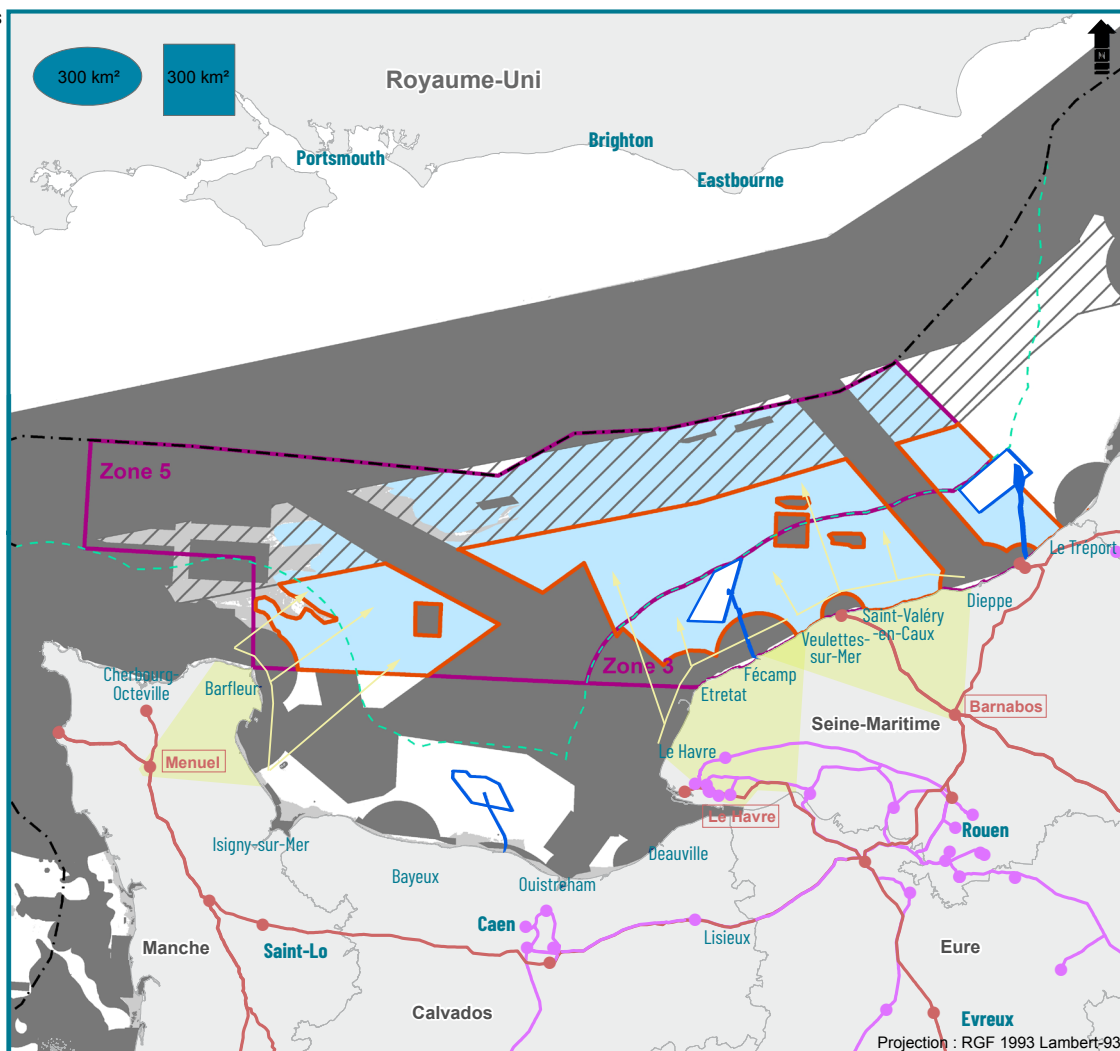 s
300 km²
300 km²
N
Royaume-Uni
Brighton
Portsmouth
Eastbourne
Zone 5
Le Treport
Dieppe
Saint-Valéry
-en-Caux
Veulettes-
sur-Mer
Zone 3
Fécamp
Etretat
Cherbourg-
Octeville
Barfleur
Barnabos
Seine-Maritime
Menuel
Le Havre
Le Havre
Rouen
Isigny-sur-Mer
Deauville
Bayeux
Ouistreham
Caen
Lisieux
Manche
Saint-Lo
Eure
Calvados
Evreux
Projection : RGF 1993 Lambert-93